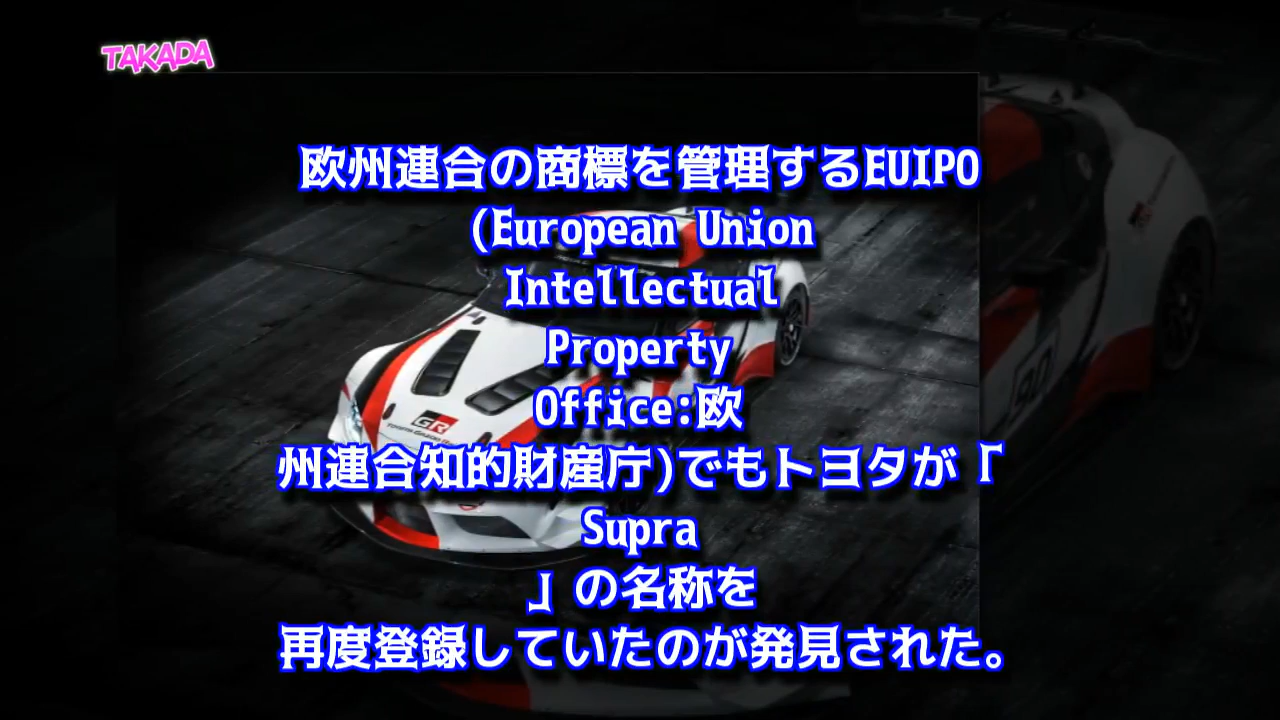 TAKADA
欧州連合の商標を管理するEUIPO
(European Union
Intellectual
Property
Office:欧
州連合知的財産庁)でもトヨタが「
Supra
」の名称を
再度登録していたのが発見された。
GR
90